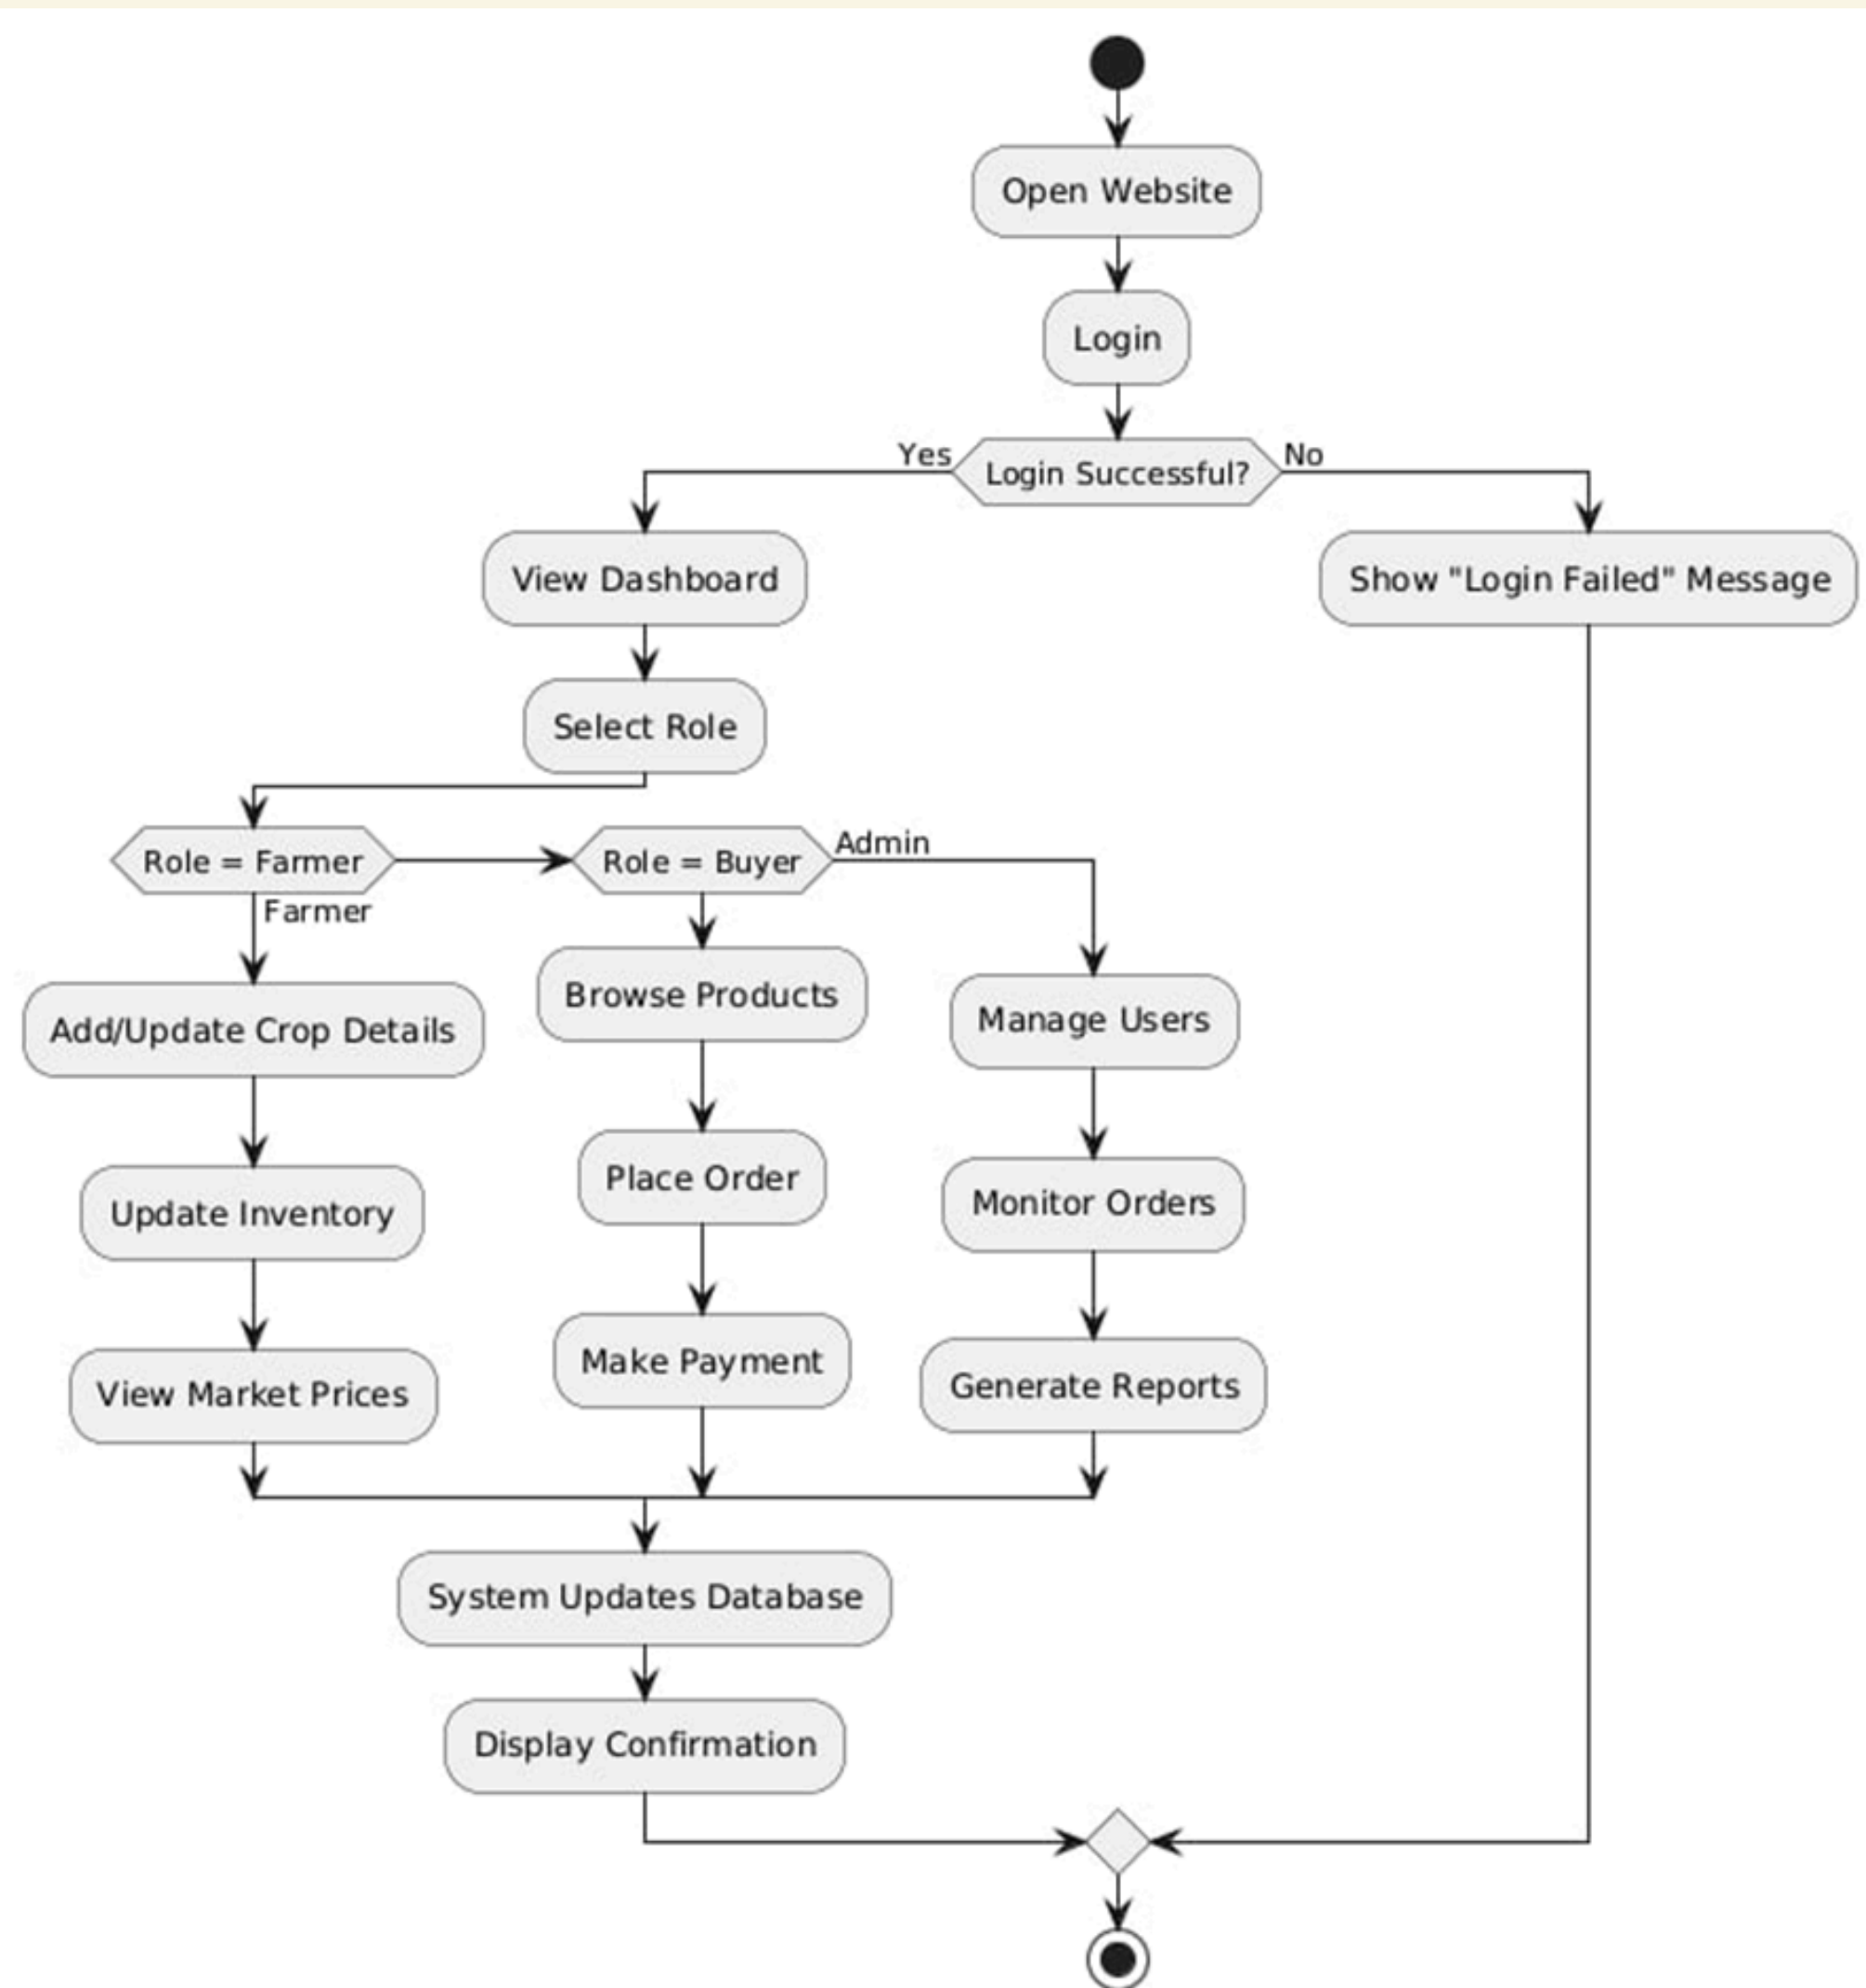 Open Website
Login
Yes
Login Successful?
No
View Dashboard
Show "Login Failed" Message
Select Role
Role = Farmer
Role = Buyer
Admin
Farmer
Add/Update Crop Details
Browse Products
Manage Users
Update Inventory
Place Order
Monitor Orders
View Market Prices
Make Payment
Generate Reports
System Updates Database
Display Confirmation